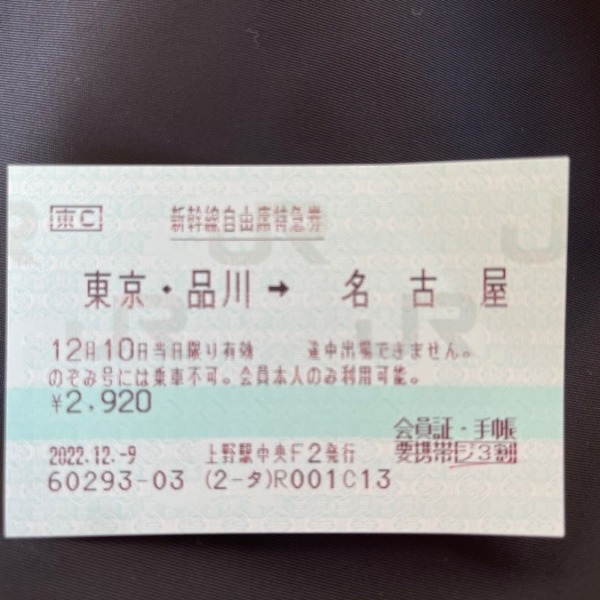 東C 新幹線自由席特急券
東京・品川 → 名古屋
12月10日当日限り有効 途中出場できません。
のぞみ号には乗車不可。会員本人のみ利用可能。
¥2,920
会員証・手帳
要携帯ジ3割
2022.12.-9 上野駅中央F2発行
60293-03 (2-タ)R001C13